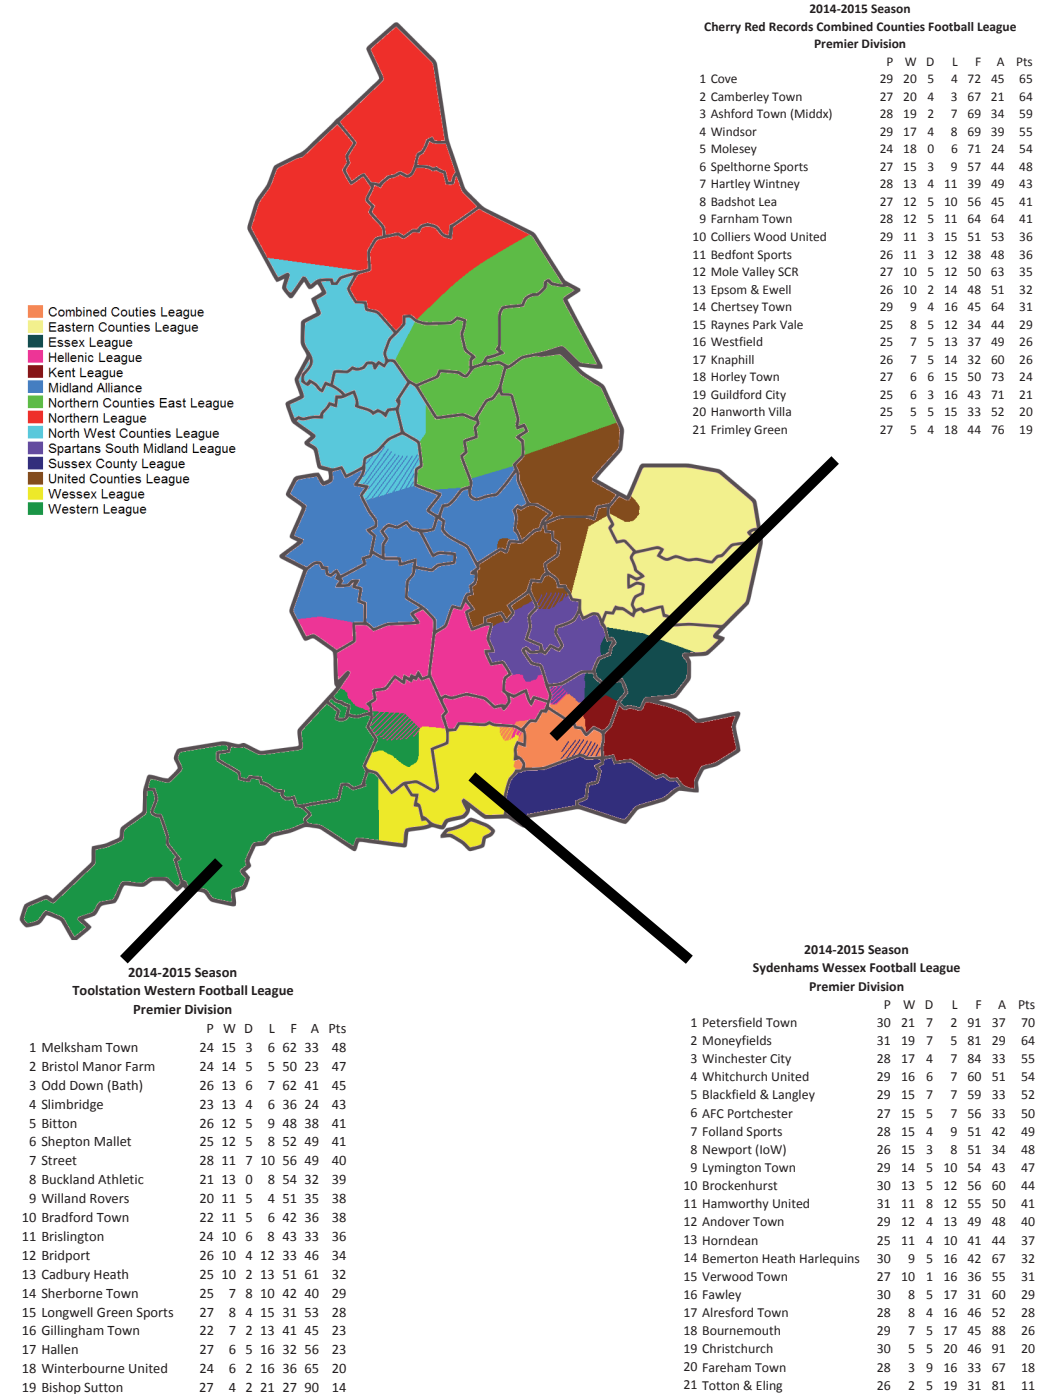 2014-2015 Season
Cherry Red Records Combined Counties Football League
Premier Division
P W D L F A Pts
1 Cove 29 20 5 4 72 45 65
2 Camberley Town 27 20 4 3 67 21 64
3 Ashford Town (Middx) 28 19 2 7 69 34 59
4 Windsor 29 17 4 8 69 39 55
5 Molesey 24 18 0 6 71 24 54
6 Spelthorne Sports 27 15 3 9 57 44 48
7 Hartley Wintney 28 13 4 11 39 49 43
8 Badshot Lea 27 12 5 10 56 45 41
9 Farnham Town 28 12 5 11 64 64 41
10 Colliers Wood United 29 11 3 15 51 53 36
11 Bedfont Sports 26 11 3 12 38 48 36
12 Mole Valley SCR 27 10 5 12 50 63 35
13 Epsom & Ewell 26 10 2 14 48 51 32
14 Chertsey Town 29 9 4 16 45 64 31
15 Raynes Park Vale 25 8 5 12 34 44 29
16 Westfield 25 7 5 13 37 49 26
17 Knaphill 26 7 5 14 32 60 26
18 Horley Town 27 6 6 15 50 73 24
19 Guildford City 25 6 3 16 43 71 21
20 Hanworth Villa 25 5 5 15 33 52 20
21 Frimley Green 27 5 4 18 44 76 19
Combined Couties League
Eastern Counties League
Essex League
Hellenic League
Kent League
Midland Alliance
Northern Counties East League
Northern League
North West Counties League
Spartans South Midland League
Sussex County League
United Counties League
Wessex League
Western League
2014-2015 Season
Toolstation Western Football League
Premier Division
P W D L F A Pts
1 Melksham Town 24 15 3 6 62 33 48
2 Bristol Manor Farm 24 14 5 5 50 23 47
3 Odd Down (Bath) 26 13 6 7 62 41 45
4 Slimbridge 23 13 4 6 36 24 43
5 Bitton 26 12 5 9 48 38 41
6 Shepton Mallet 25 12 5 8 52 49 41
7 Street 28 11 7 10 56 49 40
8 Buckland Athletic 21 13 0 8 54 32 39
9 Willand Rovers 20 11 5 4 51 35 38
10 Bradford Town 22 11 5 6 42 36 38
11 Brislington 24 10 6 8 43 33 36
12 Bridport 26 10 4 12 33 46 34
13 Cadbury Heath 25 10 2 13 51 61 32
14 Sherborne Town 25 7 8 10 42 40 29
15 Longwell Green Sports 27 8 4 15 31 53 28
16 Gillingham Town 22 7 2 13 41 45 23
17 Hallen 27 6 5 16 32 56 23
18 Winterbourne United 24 6 2 16 36 65 20
19 Bishop Sutton 27 4 2 21 27 90 14
2014-2015 Season
Sydenhams Wessex Football League
Premier Division
P W D L F A Pts
1 Petersfield Town 30 21 7 2 91 37 70
2 Moneyfields 31 19 7 5 81 29 64
3 Winchester City 28 17 4 7 84 33 55
4 Whitchurch United 29 16 6 7 60 51 54
5 Blackfield & Langley 29 15 7 7 59 33 52
6 AFC Portchester 27 15 5 7 56 33 50
7 Folland Sports 28 15 4 9 51 42 49
8 Newport (IoW) 26 15 3 8 51 34 48
9 Lymington Town 29 14 5 10 54 43 47
10 Brockenhurst 30 13 5 12 56 60 44
11 Hamworthy United 31 11 8 12 55 50 41
12 Andover Town 29 12 4 13 49 48 40
13 Horndean 25 11 4 10 41 44 37
14 Bemerton Heath Harlequins 30 9 5 16 42 67 32
15 Verwood Town 27 10 1 16 36 55 31
16 Fawley 30 8 5 17 31 60 29
17 Alresford Town 28 8 4 16 46 52 28
18 Bournemouth 29 7 5 17 45 88 26
19 Christchurch 30 5 5 20 46 91 20
20 Fareham Town 28 3 9 16 33 67 18
21 Totton & Eling 26 2 5 19 31 81 11